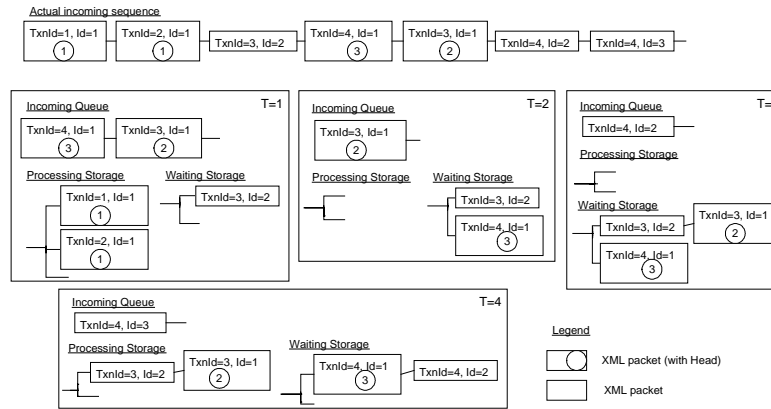 Actual incoming sequence
TxnId=1, Id=1
1
TxnId=2, Id=1
1
TxnId=3, Id=2
TxnId=4, Id=1
3
TxnId=3, Id=1
2
TxnId=4, Id=2
TxnId=4, Id=3
T=1
Incoming Queue
TxnId=4, Id=1
3
TxnId=3, Id=1
2
Processing Storage
TxnId=1, Id=1
1
TxnId=2, Id=1
1
Waiting Storage
TxnId=3, Id=2
T=2
Incoming Queue
TxnId=3, Id=1
2
Processing Storage
Waiting Storage
TxnId=3, Id=2
TxnId=4, Id=1
3
T=
Incoming Queue
TxnId=4, Id=2
Processing Storage
Waiting Storage
TxnId=3, Id=2
TxnId=3, Id=1
2
TxnId=4, Id=1
3
T=4
Incoming Queue
TxnId=4, Id=3
Processing Storage
TxnId=3, Id=2
TxnId=3, Id=1
2
Waiting Storage
TxnId=4, Id=1
3
TxnId=4, Id=2
Legend
XML packet (with Head)
XML packet